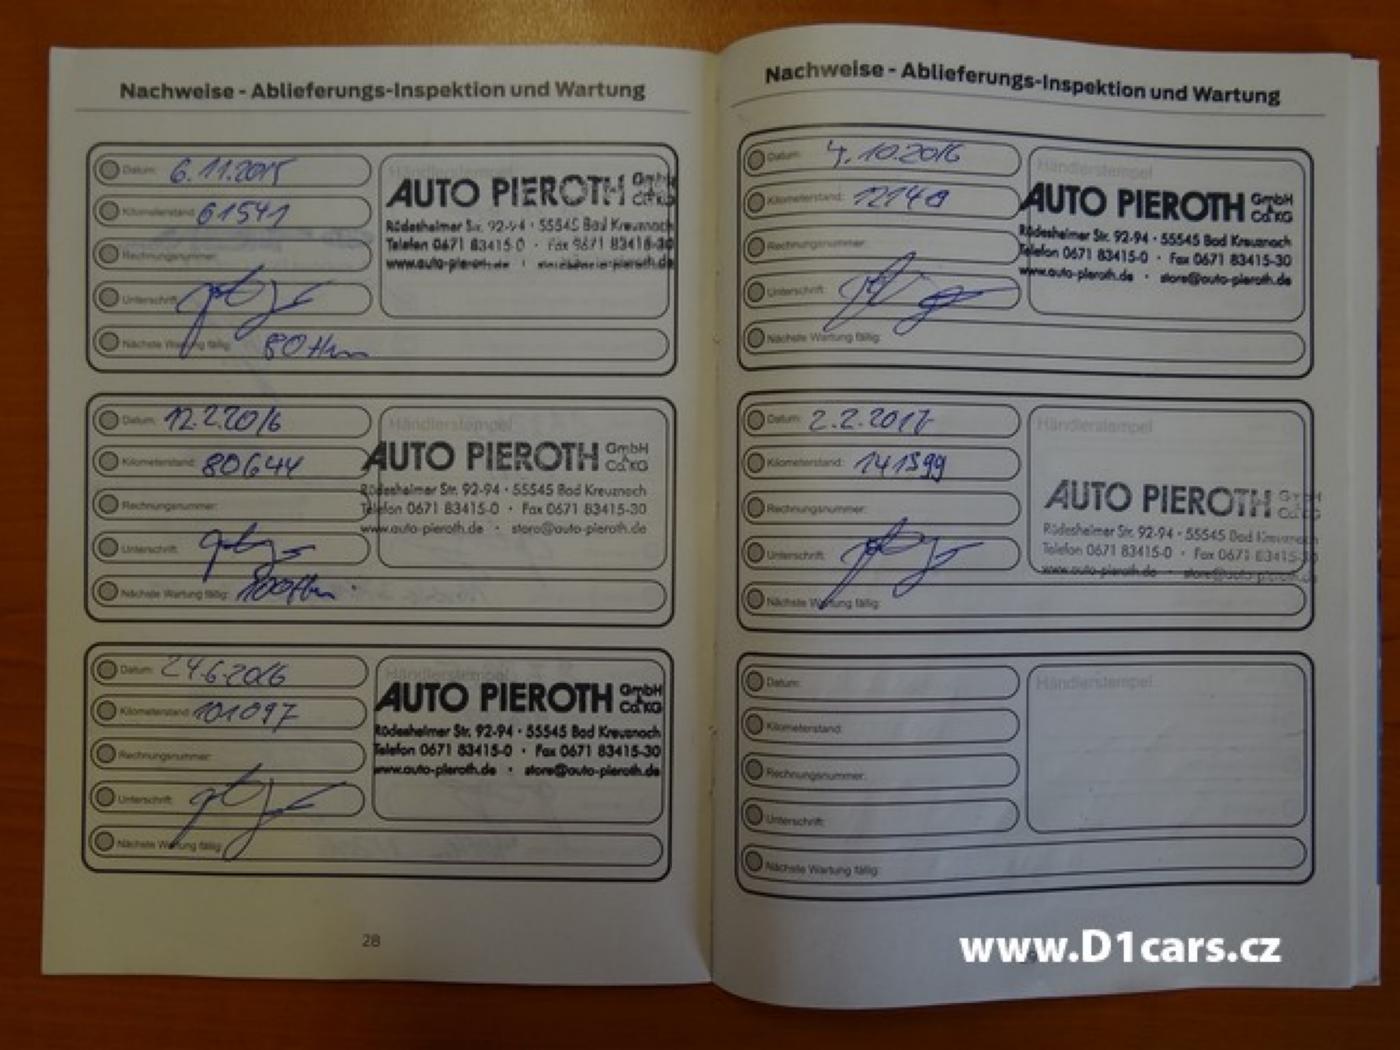 Nachweise - Ablieferungs-Inspektion und Wartung
Datum: 6.11.2015
Kilometerstand: 61541
Rechnungsnummer:
Unterschrift:
Nächste Wartung fällig: 80
Händlerstempel
AUTO PIEROTH GmbH & Co. KG
Rüdesheimer Str. 92-94 · 55545 Bad Kreuznach
Telefon 0671 83415-0 · Fax 0671 83415-30
www.auto-pieroth.de
Datum: 12.2.2016
Kilometerstand: 80644
Rechnungsnummer:
Unterschrift:
Nächste Wartung fällig:
Händlerstempel
AUTO PIEROTH GmbH & Co. KG
Rüdesheimer Str. 92-94 · 55545 Bad Kreuznach
Telefon 0671 83415-0 · Fax 0671 83415-30
www.auto-pieroth.de · store@auto-pieroth.de
Datum: 24.6.2016
Kilometerstand: 101097
Rechnungsnummer:
Unterschrift:
Nächste Wartung fällig:
Händlerstempel
AUTO PIEROTH GmbH & Co. KG
Rüdesheimer Str. 92-94 · 55545 Bad Kreuznach
Telefon 0671 83415-0 · Fax 0671 83415-30
www.auto-pieroth.de · store@auto-pieroth.de
28
Nachweise - Ablieferungs-Inspektion und Wartung
Datum: 4.10.2016
Kilometerstand:
Rechnungsnummer:
Unterschrift:
Nächste Wartung fällig:
Händlerstempel
AUTO PIEROTH GmbH & Co. KG
Rüdesheimer Str. 92-94 · 55545 Bad Kreuznach
Telefon 0671 83415-0 · Fax 0671 83415-30
www.auto-pieroth.de · store@auto-pieroth.de
Datum: 2.2.2017
Kilometerstand: 141599
Rechnungsnummer:
Unterschrift:
Nächste Wartung fällig:
Händlerstempel
AUTO PIEROTH GmbH & Co. KG
Rüdesheimer Str. 92-94 · 55545 Bad Kreuznach
Telefon 0671 83415-0 · Fax 0671 83415-30
www.auto-pieroth.de · store@auto-pieroth.de
Datum:
Kilometerstand:
Rechnungsnummer:
Unterschrift:
Nächste Wartung fällig:
Händlerstempel
www.D1cars.cz